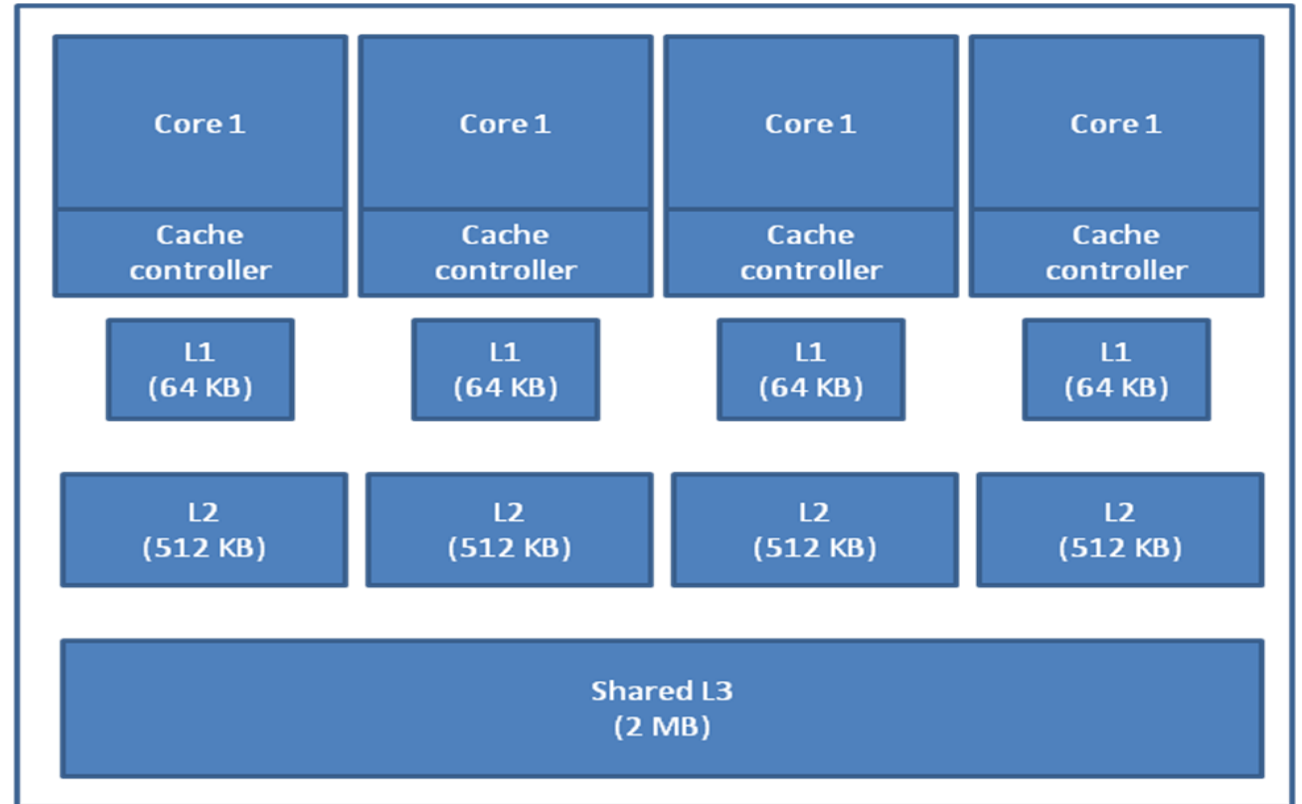 Core 1
Core 1
Core 1
Core 1
Cache
controller
Cache
controller
Cache
controller
Cache
controller
L1
(64 KB)
L1
(64 KB)
L1
(64 KB)
L1
(64 KB)
L2
(512 KB)
L2
(512 KB)
L2
(512 KB)
L2
(512 KB)
Shared L3
(2 MB)